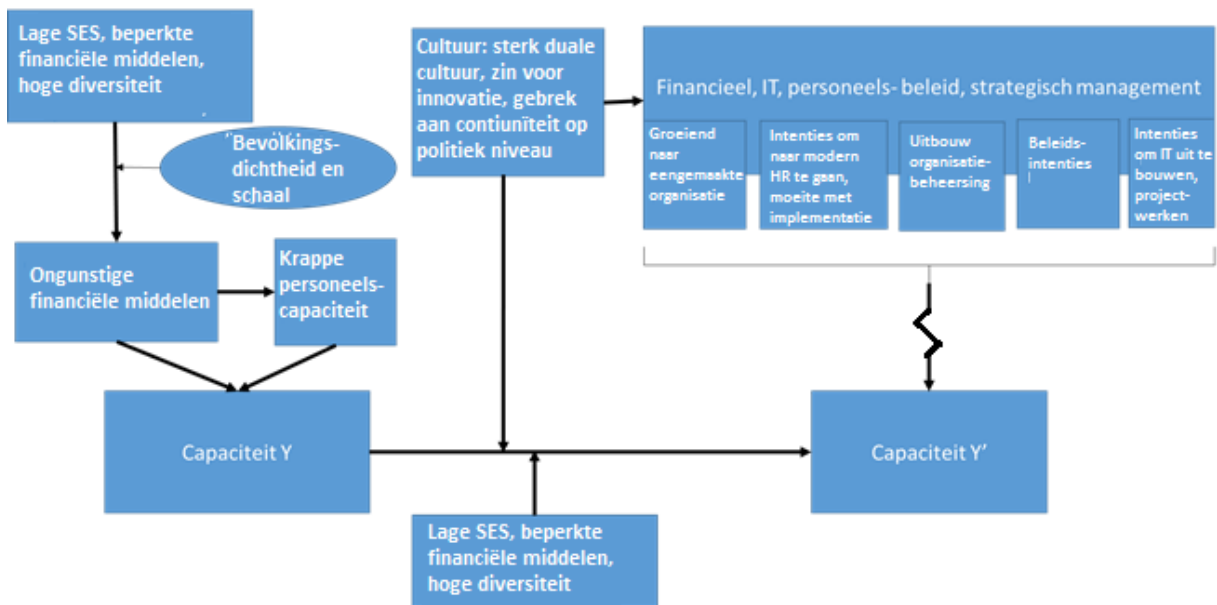 Lage SES, beperkte
financiële middelen,
hoge diversiteit
Bevolkings-
dichtheid en
schaal
Ongunstige
financiële middelen
Krappe
personeels-
capaciteit
Capaciteit Y
Cultuur: sterk duale
cultuur, zin voor
innovatie, gebrek
aan contiunïteit op
politiek niveau
Financieel, IT, personeels- beleid, strategisch management
Groeiend
naar
eengemaakte
organisatie
Intenties om
naar modern
HR te gaan,
moeite met
implementatie
Uitbouw
organisatie-
beheersing
Beleids-
intenties
Intenties
om IT uit te
bouwen,
project-
werken
Capaciteit Y’
Lage SES, beperkte
financiële middelen,
hoge diversiteit